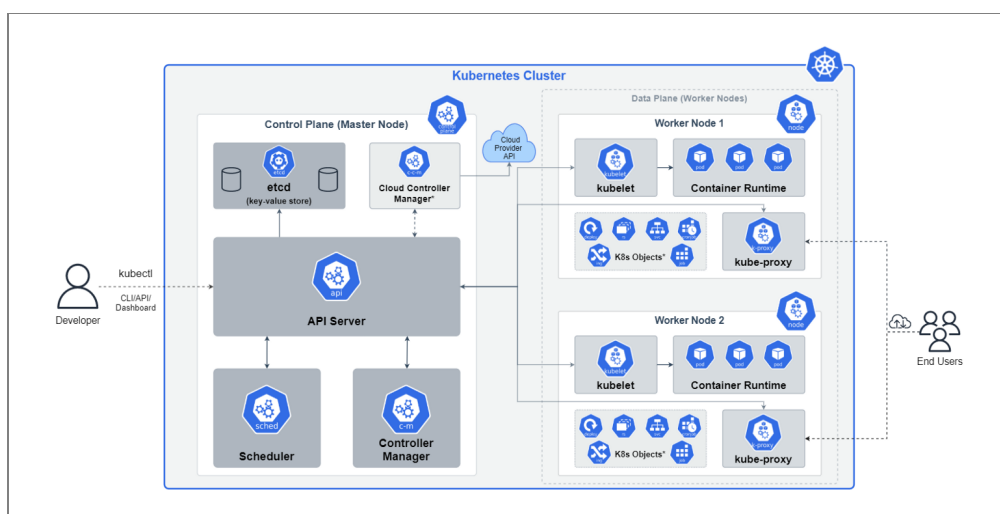 Kubernetes Cluster
Control Plane (Master Node)
etcd
etcd
(key-value store)
c-c-m
Cloud Controller
Manager*
Cloud
Provider
API
kubectl
CLI/API/
Dashboard
Developer
api
API Server
sched
Scheduler
c-m
Controller
Manager
Data Plane (Worker Nodes)
Worker Node 1
node
kubelet
kubelet
pod
pod
pod
Container Runtime
K8s Objects*
k-proxy
kube-proxy
Worker Node 2
node
kubelet
kubelet
pod
pod
pod
Container Runtime
K8s Objects*
k-proxy
kube-proxy
End Users